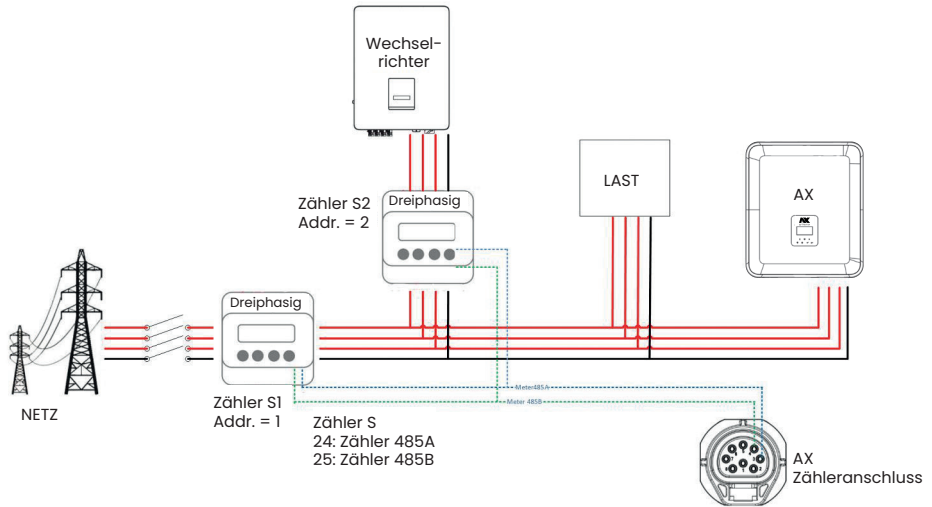 Wechsel-
richter
Zähler S2
Addr. = 2
Dreiphasig
LAST
AX
AX
Dreiphasig
NETZ
Zähler S1
Addr. = 1
Zähler S
24: Zähler 485A
25: Zähler 485B
Meter485A
Meter 485B
AX
Zähleranschluss